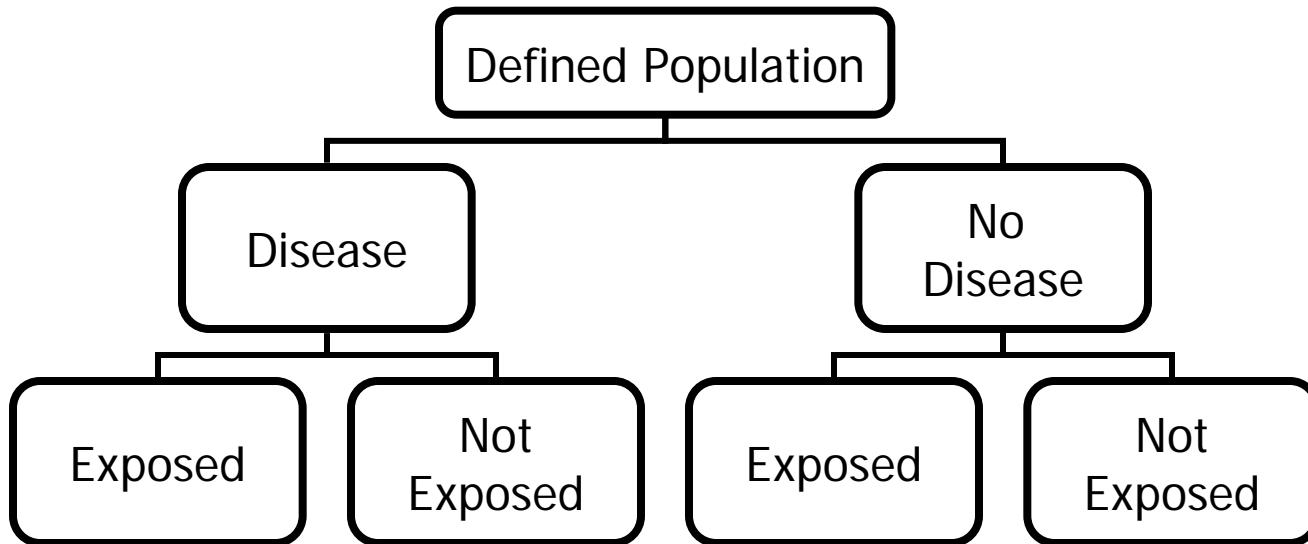 Defined Population
Disease
No
Disease
Exposed
Not
Exposed
Exposed
Not
Exposed